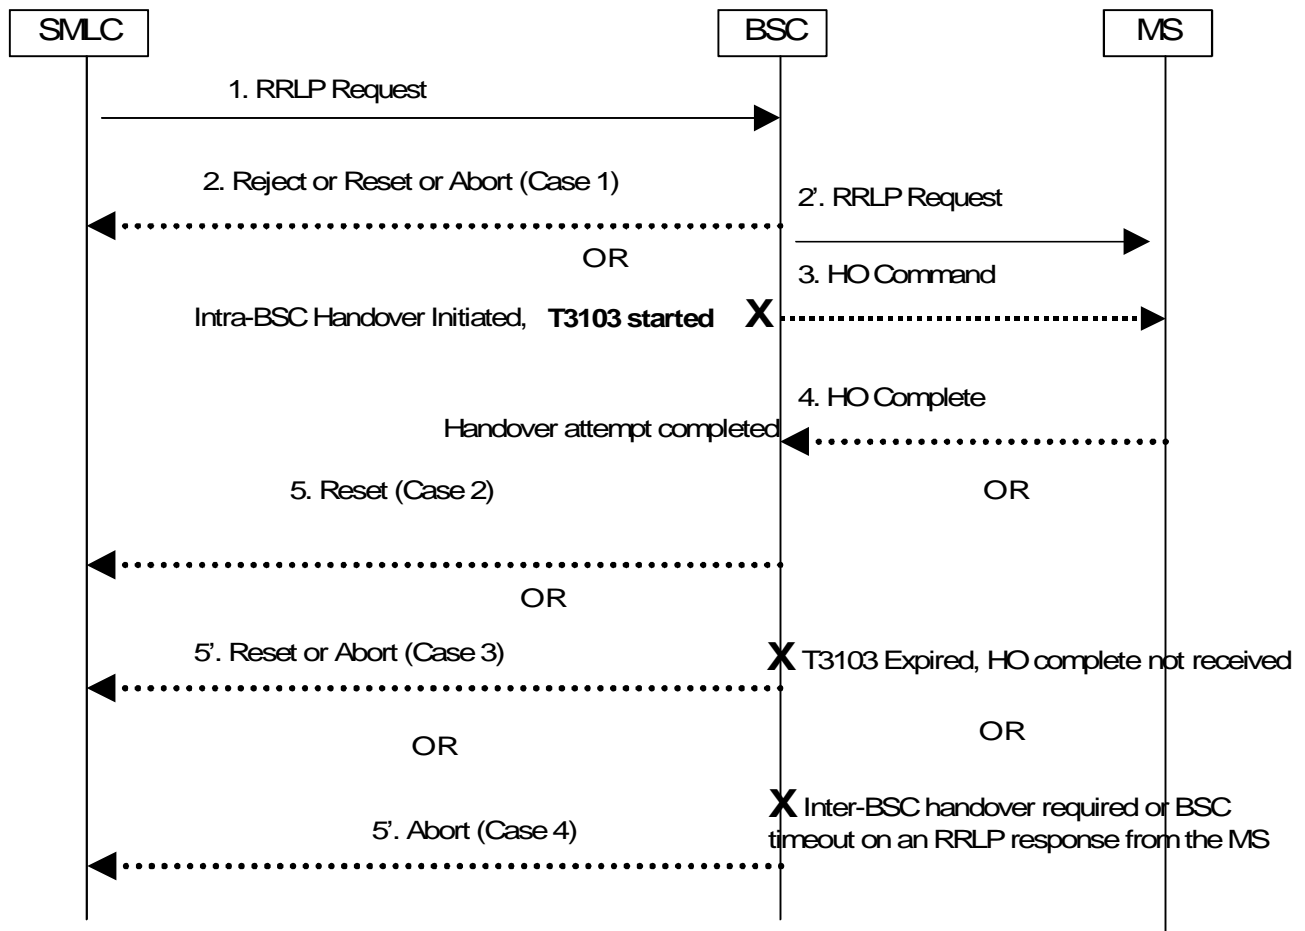 SMLC
BSC
MS
1. RRLP Request
2. Reject or Reset or Abort (Case 1)
2’. RRLP Request
OR
3. HO Command
Intra-BSC Handover Initiated, T3103 started X
4. HO Complete
Handover attempt completed
5. Reset (Case 2)
OR
OR
5’. Reset or Abort (Case 3)
X T3103 Expired, HO complete not received
OR
OR
X Inter-BSC handover required or BSC
timeout on an RRLP response from the MS
5’. Abort (Case 4)